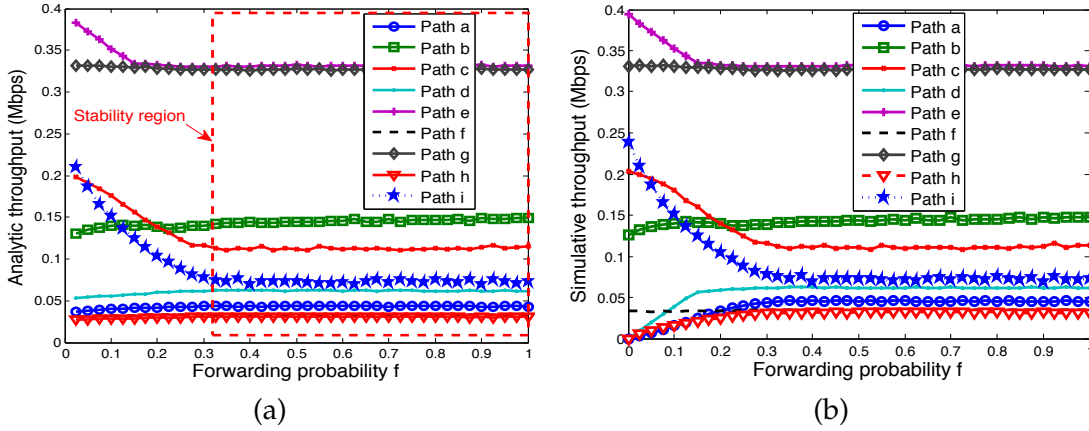 0.4
0.35
0.3
0.25
0.2
0.15
0.1
0.05
0
Analytic throughput (Mbps)
Stability region
Path a
Path b
Path c
Path d
Path e
Path f
Path g
Path h
Path i
0 0.1 0.2 0.3 0.4 0.5 0.6 0.7 0.8 0.9 1
Forwarding probability f
(a)
0.4
0.35
0.3
0.25
0.2
0.15
0.1
0.05
0
Simulative throughput (Mbps)
Path a
Path b
Path c
Path d
Path e
Path f
Path g
Path h
Path i
0 0.1 0.2 0.3 0.4 0.5 0.6 0.7 0.8 0.9
Forwarding probability f
(b)